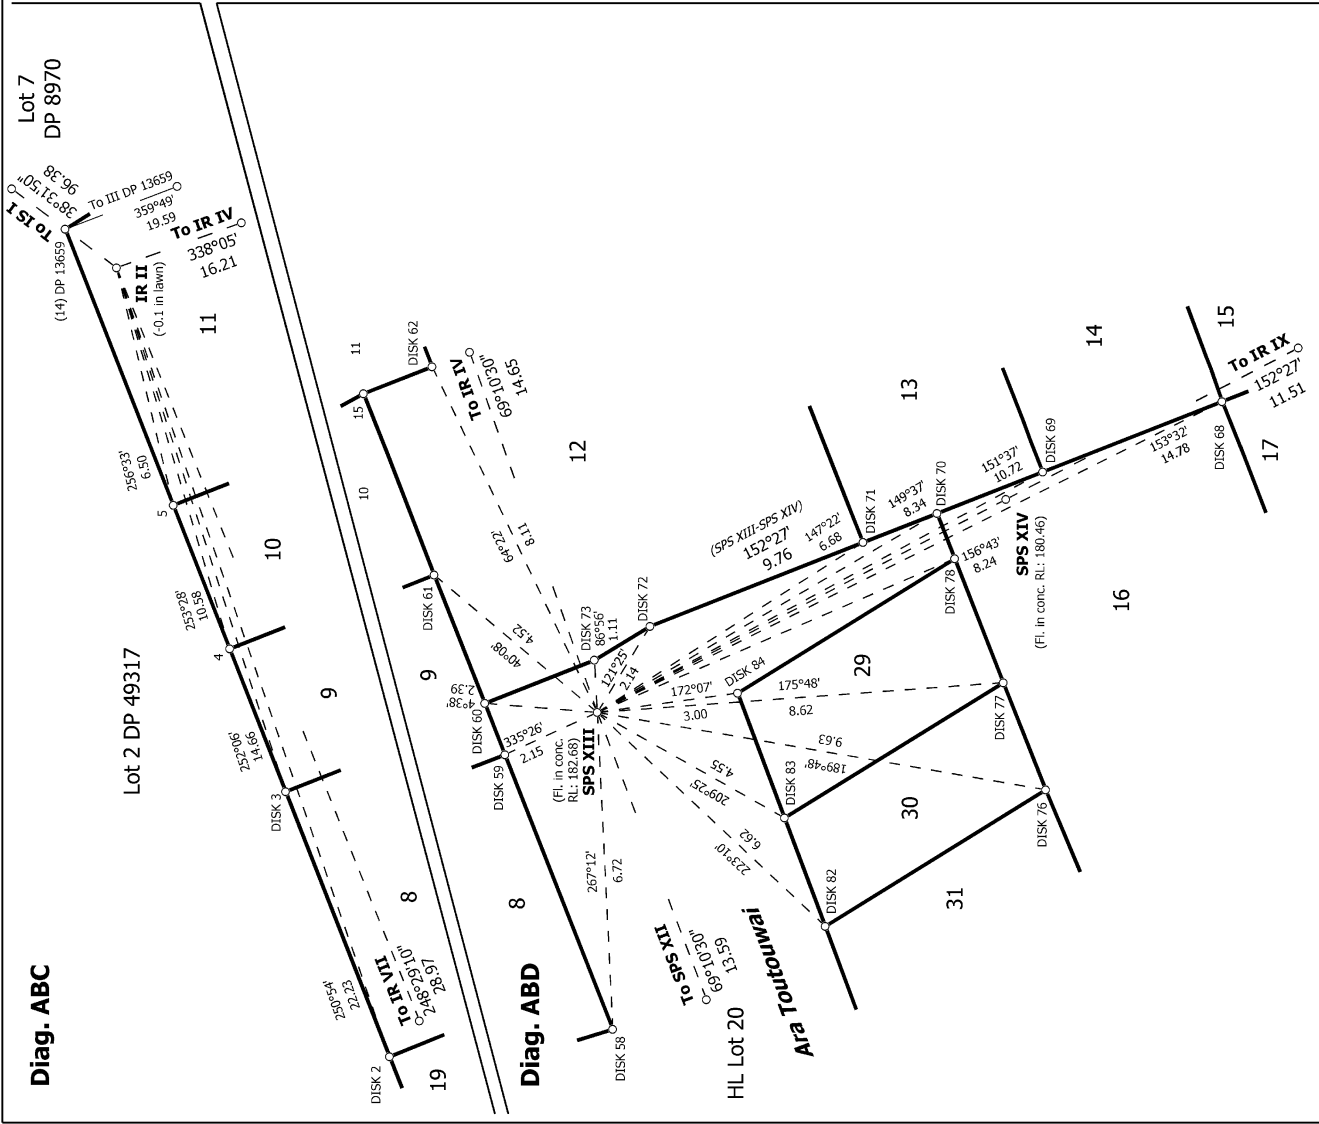 Diag. ABC
Lot 7
DP 8970
Lot 2 DP 49317
To IS I
38°31'50"
96.38
To III DP 13659
359°49'
19.59
To IR IV
338°05'
16.21
(14) DP 13659
IR II
(-0.1 in lawn)
11
256°33'
6.50
5
10
253°28'
10.58
4
9
252°06'
14.66
DISK 3
8
250°54'
22.23
To IR VII
248°29'10"
28.97
DISK 2
19
Diag. ABD
11
DISK 62
15
To IR IV
69°10'30"
14.65
10
12
64°22'
8.11
DISK 61
40°08'
4.52
9
DISK 60
4°38'
2.39
DISK 59
335°26'
2.15
DISK 73
86°56'
1.11
DISK 72
121°25'
2.14
(Fl. in conc.
RL: 182.68)
SPS XIII
8
267°12'
6.72
DISK 58
To SPS XII
69°10'30"
13.59
HL Lot 20
Ara Toutouwai
(SPS XIII-SPS XIV)
152°27'
9.76
147°22'
6.68
DISK 71
13
149°37'
8.34
DISK 70
151°37'
10.72
DISK 69
14
15
To IR IX
152°27'
11.51
153°32'
14.78
DISK 68
17
SPS XIV
(Fl. in conc. RL: 180.46)
156°43'
8.24
DISK 78
16
DISK 84
172°07'
3.00
175°48'
8.62
29
DISK 77
189°48'
9.63
209°25'
4.55
DISK 83
30
DISK 76
223°10'
6.62
DISK 82
31